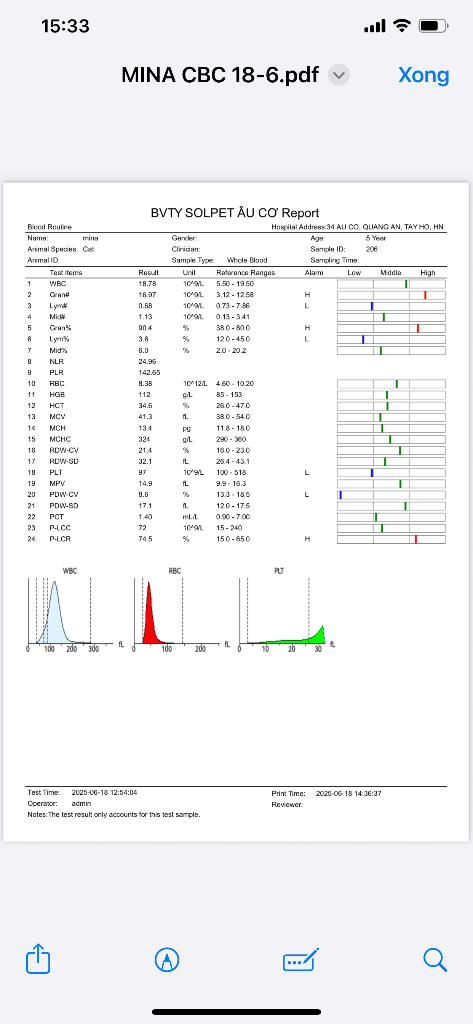 15:33
MINA CBC 18-6.pdf
Xong
BVTY SOLPET ÂU CƠ Report
Blood Routine Hospital Address:34 AU CO, QUANG AN, TAY HO, HN
Name: mina Gender: Age: 5 Year
Animal Species: Cat Clinician: Sample ID: 206
Animal ID: Sample Type: Whole Blood Sampling Time:
Test Items Result Unit Reference Ranges Alarm Low Middle High
1 WBC 18.78 10^9/L 5.50 - 19.50
2 Gran# 16.97 10^9/L 3.12 - 12.58 H
3 Lym# 0.68 10^9/L 0.73 - 7.86 L
4 Mid# 1.13 10^9/L 0.13 - 3.41
5 Gran% 90.4 % 38.0 - 80.0 H
6 Lym% 3.6 % 12.0 - 45.0 L
7 Mid% 6.0 % 2.0 - 20.2
8 NLR 24.96
9 PLR 142.65
10 RBC 8.38 10^12/L 4.60 - 10.20
11 HGB 112 g/L 85 - 153
12 HCT 34.6 % 26.0 - 47.0
13 MCV 41.3 fL 38.0 - 54.0
14 MCH 13.4 pg 11.8 - 18.0
15 MCHC 324 g/L 290 - 360
16 RDW-CV 21.4 % 16.0 - 23.0
17 RDW-SD 32.1 fL 26.4 - 43.1
18 PLT 97 10^9/L 100 - 518 L
19 MPV 14.9 fL 9.9 - 16.3
20 PDW-CV 8.6 % 13.3 - 18.5 L
21 PDW-SD 17.1 fL 12.0 - 17.5
22 PCT 1.40 mL/L 0.90 - 7.00
23 P-LCC 72 10^9/L 15 - 240
24 P-LCR 74.5 % 15.0 - 65.0 H
WBC RBC PLT
0 100 200 300 fL 0 100 200 fL 0 10 20 30 fL
Test Time: 2025-06-18 12:54:04 Print Time: 2025-06-18 14:36:37
Operator: admin Reviewer:
Notes:The test result only accounts for this test sample.